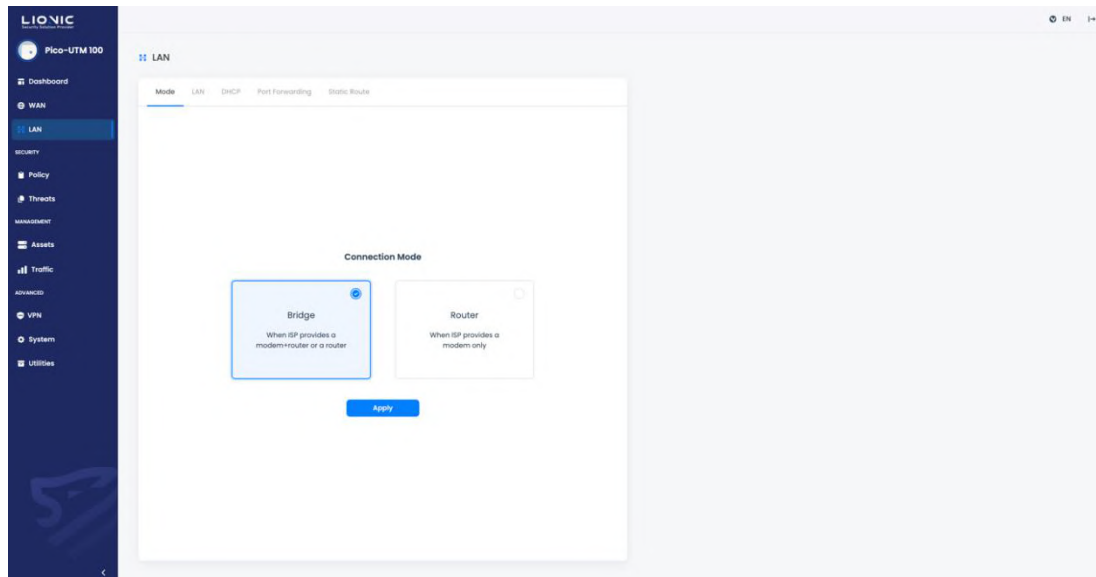 LIONIC
Security Solution Provider
Pico-UTM 100
Dashboard
WAN
LAN
SECURITY
Policy
Threats
MANAGEMENT
Assets
Traffic
ADVANCED
VPN
System
Utilities
EN
LAN
Mode LAN DHCP Port Forwarding Static Route
Connection Mode
Bridge
When ISP provides a
modem+router or a router
Router
When ISP provides a
modem only
Apply